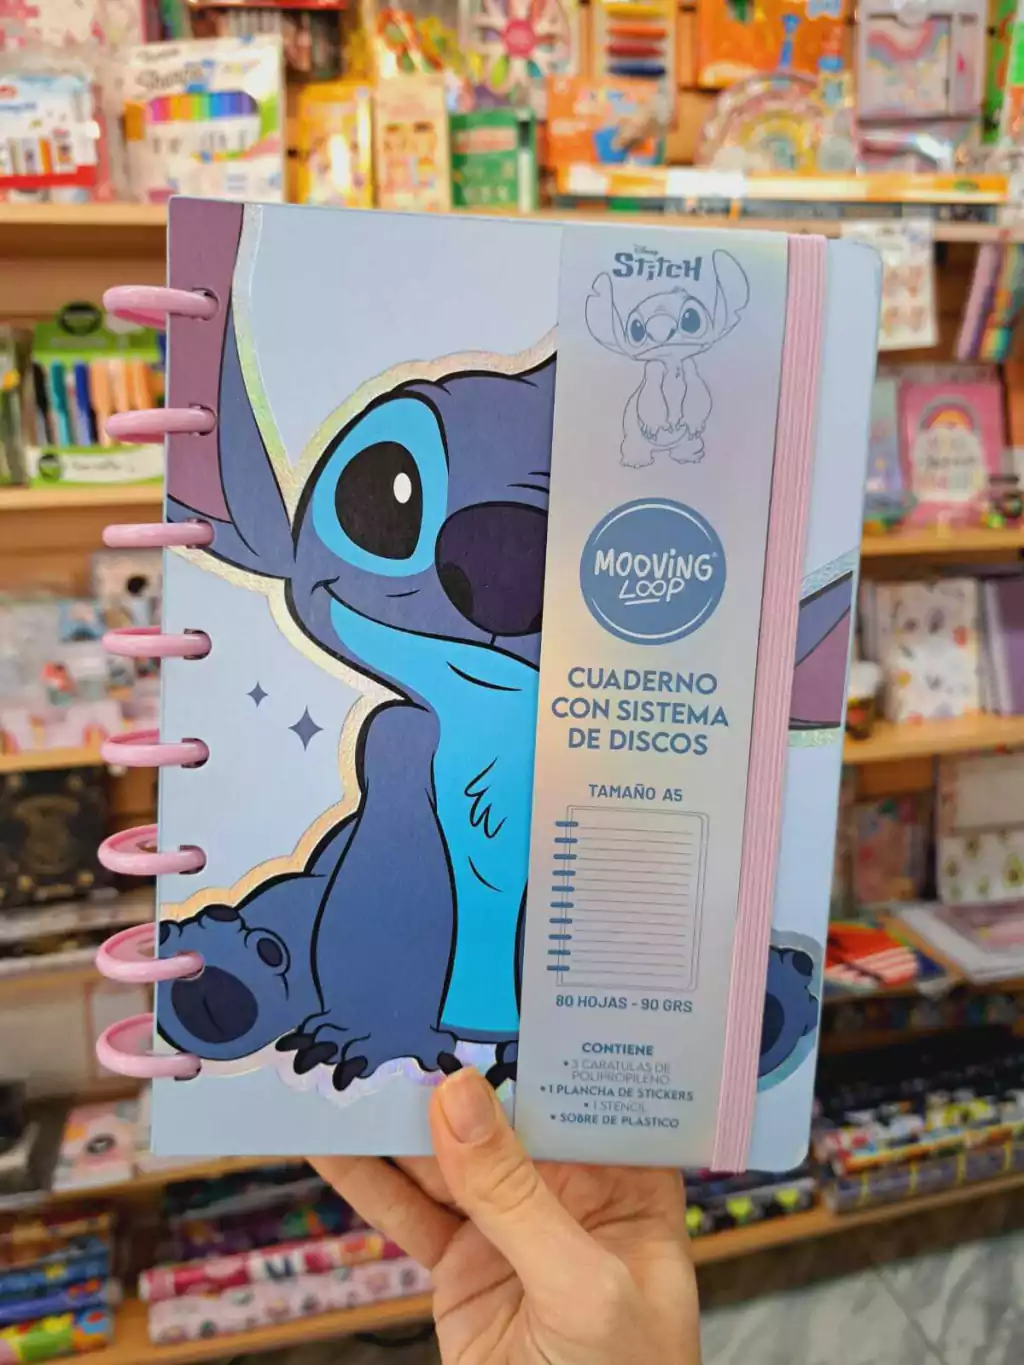 Disney
STiTCH
MOOVING
LOOP
CUADERNO
CON SISTEMA
DE DISCOS
TAMAÑO A5
80 HOJAS - 90 GRS
CONTIENE
• 3 CARATULAS DE
POLIPROPILENO
• 1 PLANCHA DE STICKERS
• 1 STENCIL
• SOBRE DE PLASTICO